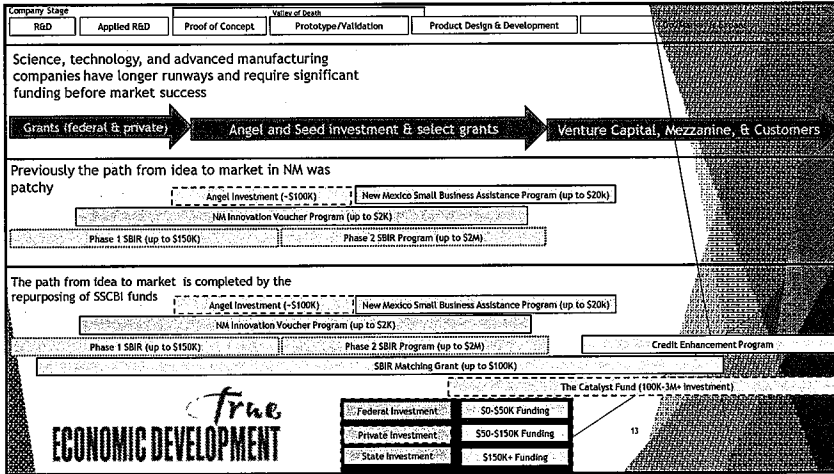 Company Stage
Valley of Death
R&D
Applied R&D
Proof of Concept
Prototype/Validation
Product Design & Development
Science, technology, and advanced manufacturing
companies have longer runways and require significant
funding before market success
Grants (federal & private)
Angel and Seed investment & select grants
Venture Capital, Mezzanine, & Customers
Previously the path from idea to market in NM was
patchy
Angel Investment (~$100K)
New Mexico Small Business Assistance Program (up to $20k)
NM Innovation Voucher Program (up to $2K)
Phase 1 SBIR (up to $150K)
Phase 2 SBIR Program (up to $2M)
The path from idea to market is completed by the
repurposing of SSCBI funds
Angel Investment (~$100K)
New Mexico Small Business Assistance Program (up to $20k)
NM Innovation Voucher Program (up to $2K)
Phase 1 SBIR (up to $150K)
Phase 2 SBIR Program (up to $2M)
Credit Enhancement Program
SBIR Matching Grant (up to $100K)
The Catalyst Fund (100K-3M+ Investment)
true
ECONOMIC DEVELOPMENT
Federal Investment
$0-$50K Funding
Private Investment
$50-$150K Funding
State Investment
$150K+ Funding
13